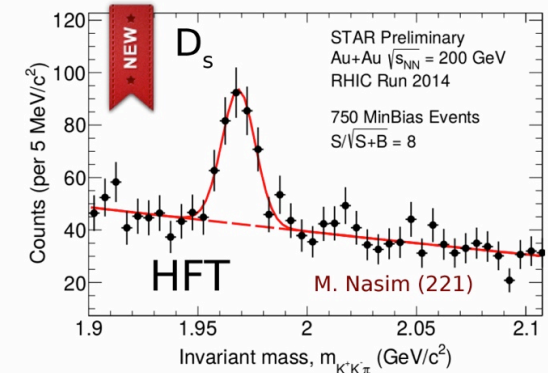 NEW
D_s
STAR Preliminary
Au+Au √s_NN = 200 GeV
RHIC Run 2014
750 MinBias Events
S/√S+B = 8
HFT
M. Nasim (221)
Counts (per 5 MeV/c²)
120
100
80
60
40
20
1.9 1.95 2 2.05 2.1
Invariant mass, m_K⁺K⁻π (GeV/c²)